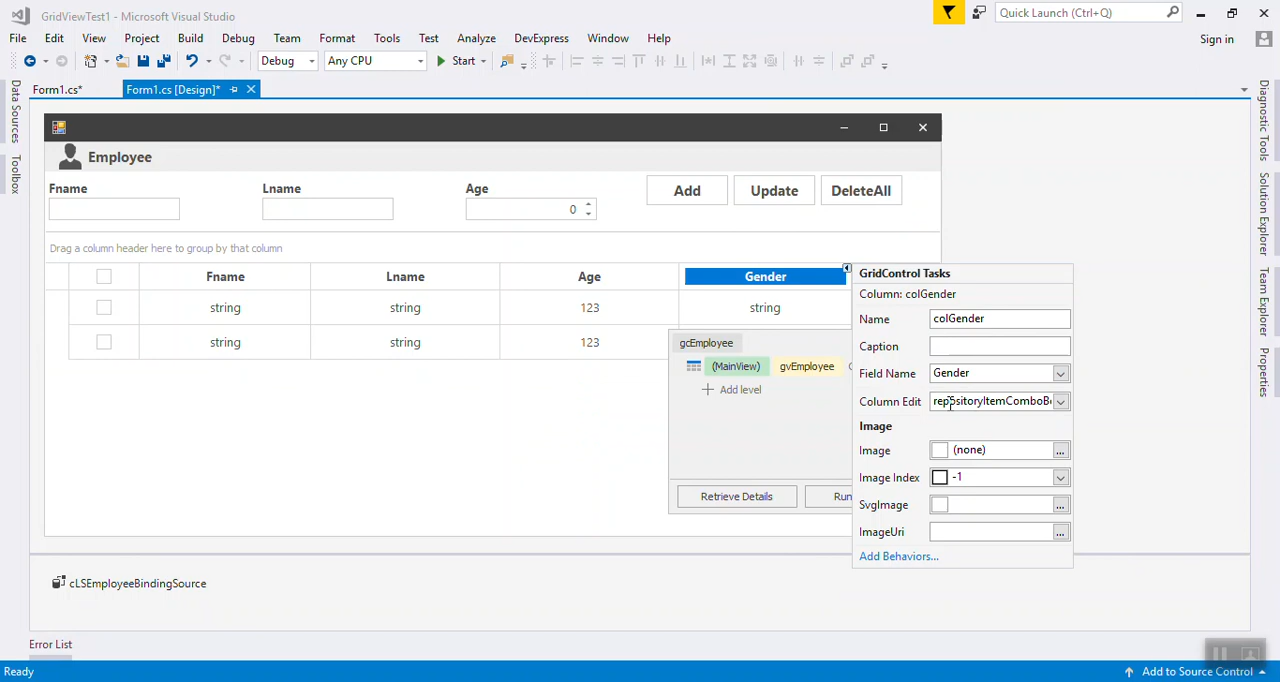 GridViewTest1 - Microsoft Visual Studio
Quick Launch (Ctrl+Q)
File Edit View Project Build Debug Team Format Tools Test Analyze DevExpress Window Help
Sign in
Debug Any CPU Start
Form1.cs* Form1.cs [Design]*
Data Sources
Toolbox
Diagnostic Tools
Solution Explorer
Team Explorer
Properties
Employee
Fname Lname Age
0
Add Update DeleteAll
Drag a column header here to group by that column
Fname Lname Age Gender
string string 123 string
string string 123
gcEmployee
(MainView) gvEmployee
Add level
Retrieve Details Run
GridControl Tasks
Column: colGender
Name colGender
Caption
Field Name Gender
Column Edit repositoryItemComboB
Image
Image (none) ...
Image Index -1
SvgImage ...
ImageUri ...
Add Behaviors...
cLSEmployeeBindingSource
Error List
Ready
Add to Source Control